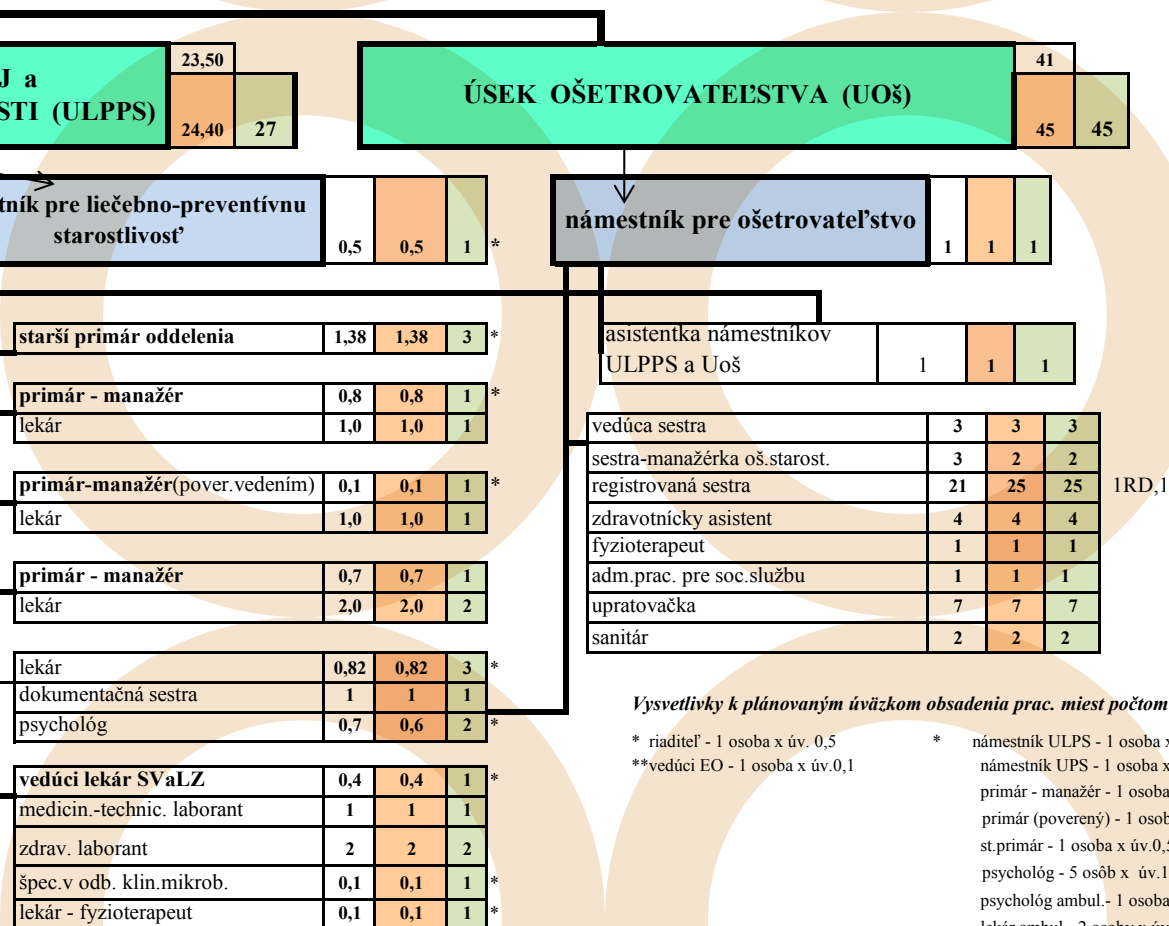 J a
STI (ULPPS)
23,50
24,40 27
ÚSEK OŠETROVATEĽSTVA (UOš)
41
45 45
tník pre liečebno-preventívnu
starostlivosť
0,5 0,5 1 *
námestník pre ošetrovateľstvo
1 1 1
starší primár oddelenia 1,38 1,38 3 *
primár - manažér 0,8 0,8 1 *
lekár 1,0 1,0 1
primár-manažér(pover.vedením) 0,1 0,1 1 *
lekár 1,0 1,0 1
primár - manažér 0,7 0,7 1
lekár 2,0 2,0 2
lekár 0,82 0,82 3 *
dokumentačná sestra 1 1 1
psychológ 0,7 0,6 2 *
vedúci lekár SVaLZ 0,4 0,4 1 *
medicin.-technic. laborant 1 1 1
zdrav. laborant 2 2 2
špec.v odb. klin.mikrob. 0,1 0,1 1 *
lekár - fyzioterapeut 0,1 0,1 1 *
asistentka námestníkov
ULPPS a Uoš 1 1 1
vedúca sestra 3 3 3
sestra-manažérka oš.starost. 3 2 2
registrovaná sestra 21 25 25 1RD,1
zdravotnícky asistent 4 4 4
fyzioterapeut 1 1 1
adm.prac. pre soc.službu 1 1 1
upratovačka 7 7 7
sanitár 2 2 2
Vysvetlivky k plánovaným úväzkom obsadenia prac. miest počtom
* riaditeľ - 1 osoba x úv. 0,5
**vedúci EO - 1 osoba x úv.0,1
* námestník ULPS - 1 osoba x
námestník UPS - 1 osoba x
primár - manažér - 1 osoba
primár (poverený) - 1 osob
st.primár - 1 osoba x úv.0,5
psychológ - 5 osôb x úv.1
psychológ ambul.- 1 osoba